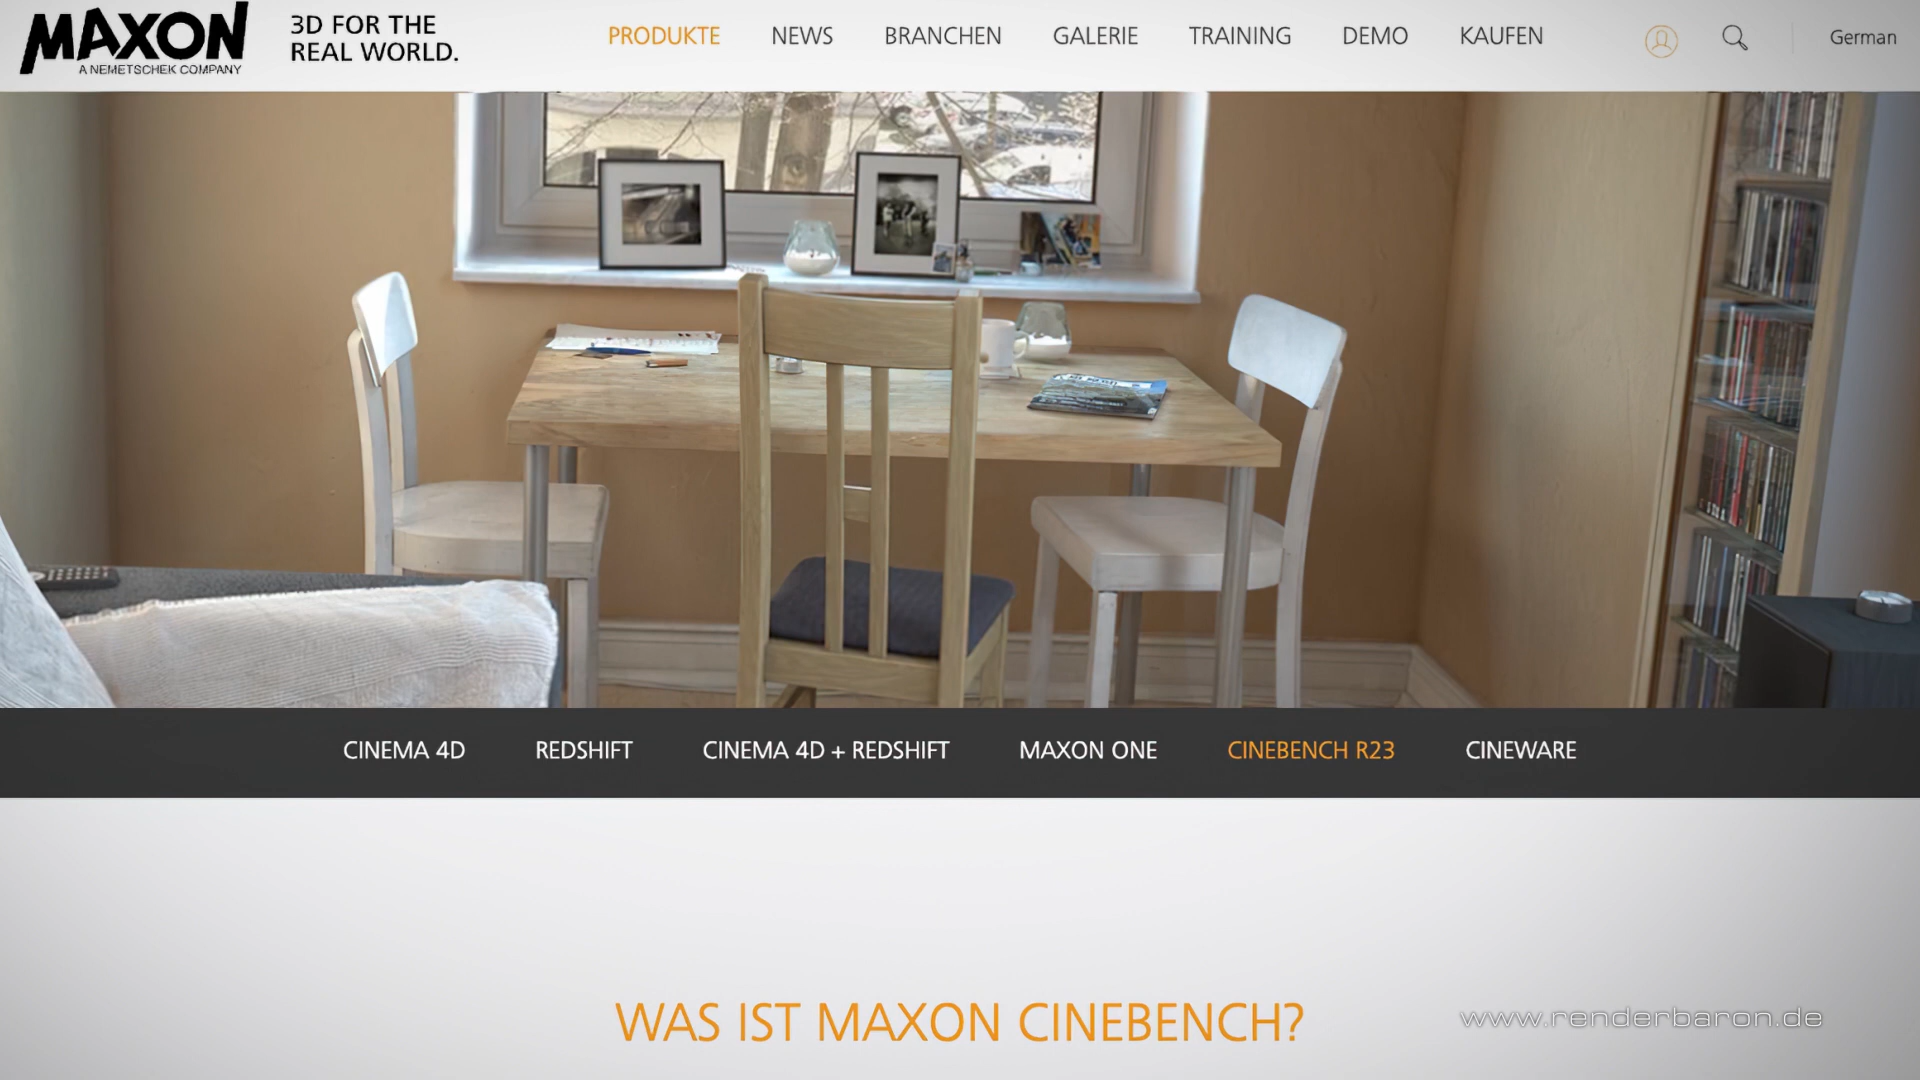 MAXON
A NEMETSCHEK COMPANY
3D FOR THE
REAL WORLD.
PRODUKTE NEWS BRANCHEN GALERIE TRAINING DEMO KAUFEN German
CINEMA 4D REDSHIFT CINEMA 4D + REDSHIFT MAXON ONE CINEBENCH R23 CINEWARE
WAS IST MAXON CINEBENCH?
www.renderbaron.de